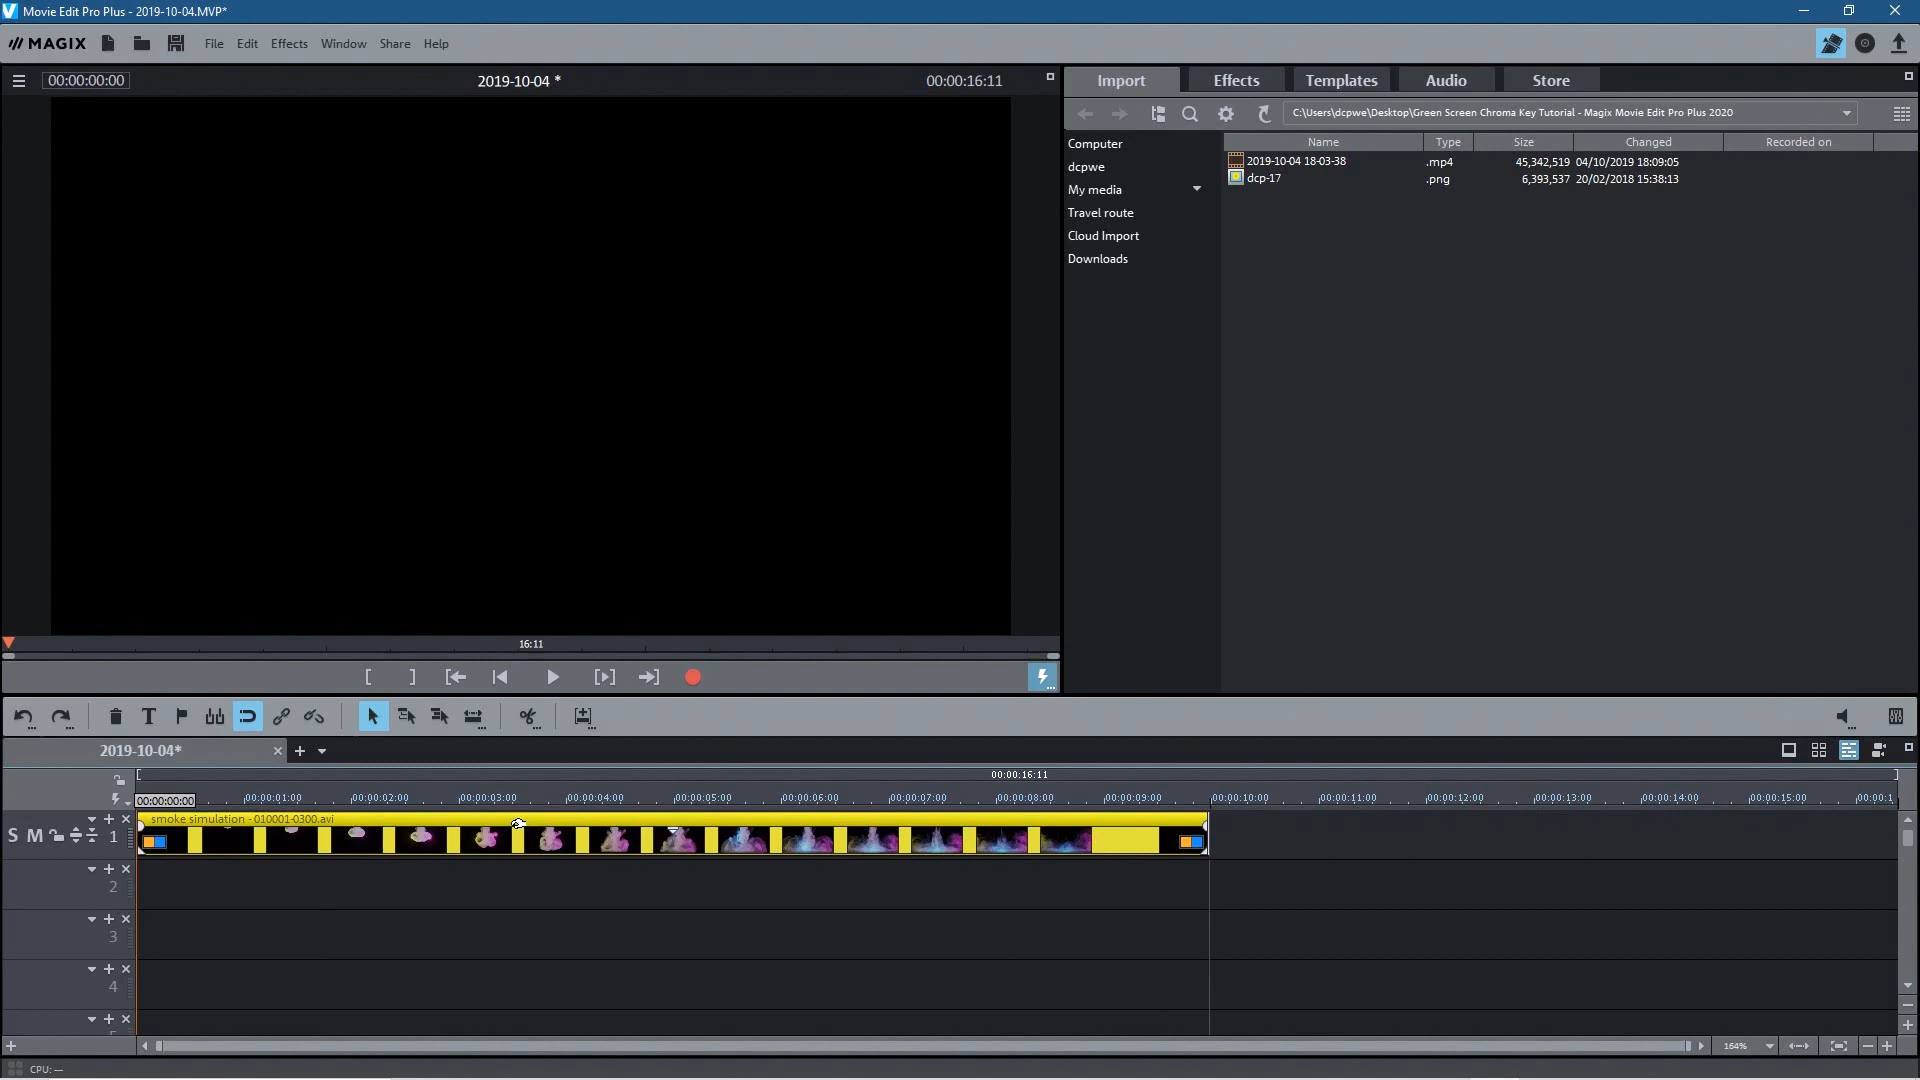 Movie Edit Pro Plus - 2019-10-04.MVP*
MAGIX File Edit Effects Window Share Help
00:00:00:00 2019-10-04 * 00:00:16:11
Import Effects Templates Audio Store
C:\Users\dcpwe\Desktop\Green Screen Chroma Key Tutorial - Magix Movie Edit Pro Plus 2020
Computer
dcpwe
My media
Travel route
Cloud Import
Downloads
Name Type Size Changed Recorded on
2019-10-04 18-03-38 .mp4 45,342,519 04/10/2019 18:09:05
dcp-17 .png 6,393,537 20/02/2018 15:38:13
16:11
2019-10-04*
00:00:16:11
00:00:00:00 00:00:01:00 00:00:02:00 00:00:03:00 00:00:04:00 00:00:05:00 00:00:06:00 00:00:07:00 00:00:08:00 00:00:09:00 00:00:10:00 00:00:11:00 00:00:12:00 00:00:13:00 00:00:14:00 00:00:15:00 00:00:1
smoke simulation - 010001-0300.avi
S M 1
2
3
4
164%
CPU: —